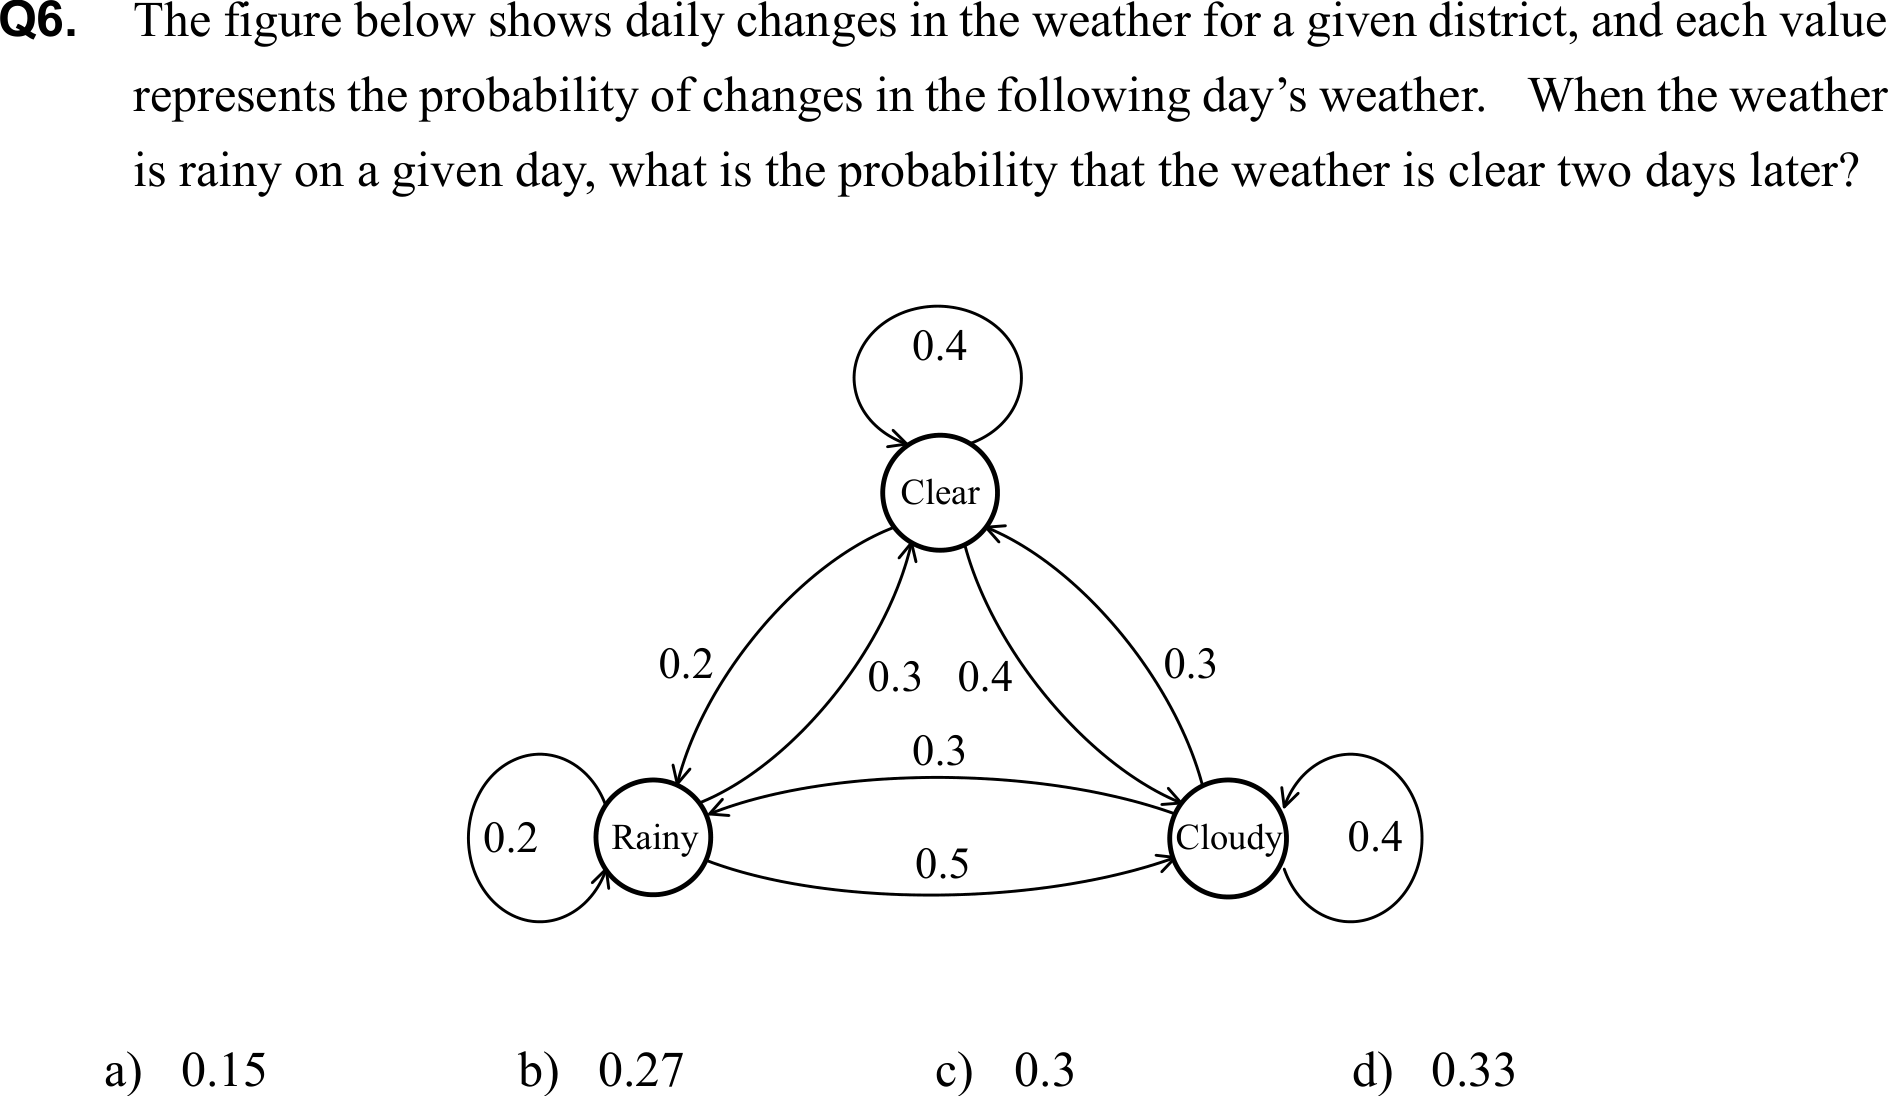 Q6. The figure below shows daily changes in the weather for a given district, and each value
represents the probability of changes in the following day’s weather. When the weather
is rainy on a given day, what is the probability that the weather is clear two days later?
0.4
Clear
0.2
0.3
0.4
0.3
0.3
0.2
Rainy
Cloudy
0.4
0.5
a) 0.15 b) 0.27 c) 0.3 d) 0.33